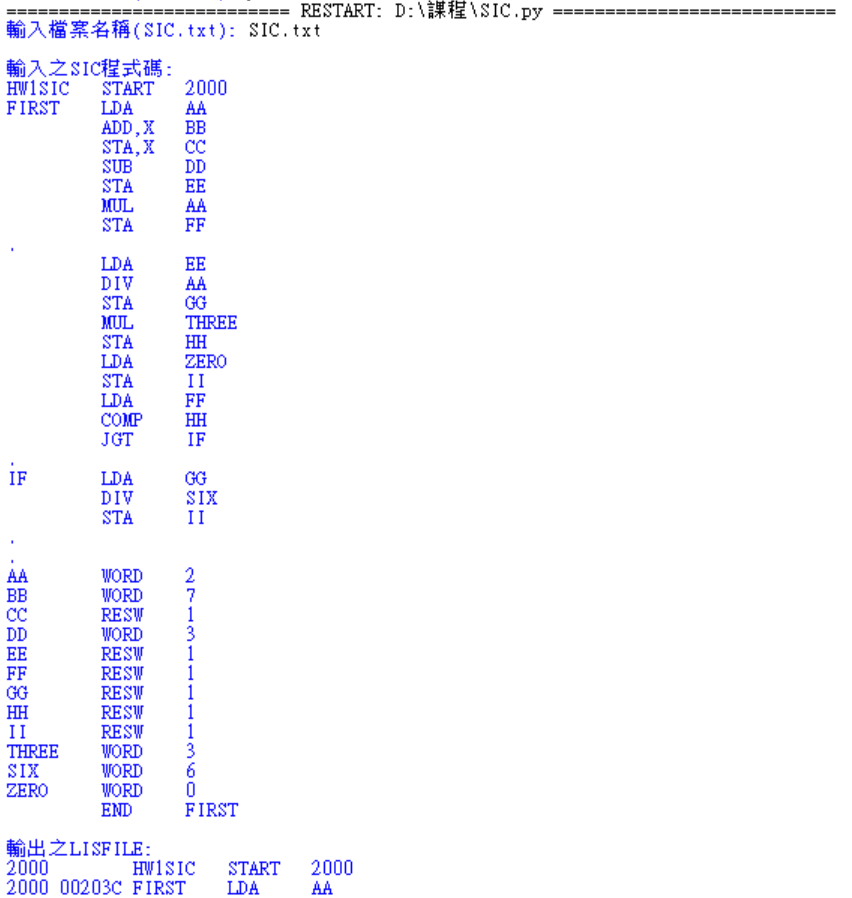 =========================== RESTART: D:\課程\SIC.py ===========================
輸入檔案名稱(SIC.txt): SIC.txt
輸入之SIC程式碼:
HW1SIC START 2000
FIRST LDA AA
ADD,X BB
STA,X CC
SUB DD
STA EE
MUL AA
STA FF
.
LDA EE
DIV AA
STA GG
MUL THREE
STA HH
LDA ZERO
STA II
LDA FF
COMP HH
JGT IF
.
IF LDA GG
DIV SIX
STA II
.
.
AA WORD 2
BB WORD 7
CC RESW 1
DD WORD 3
EE RESW 1
FF RESW 1
GG RESW 1
HH RESW 1
II RESW 1
THREE WORD 3
SIX WORD 6
ZERO WORD 0
END FIRST
輸出之LISFILE:
2000 HW1SIC START 2000
2000 00203C FIRST LDA AA